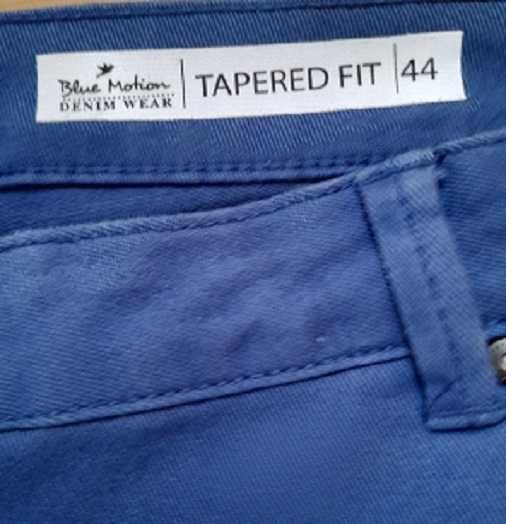 Blue Motion
DENIM WEAR
TAPERED FIT
44